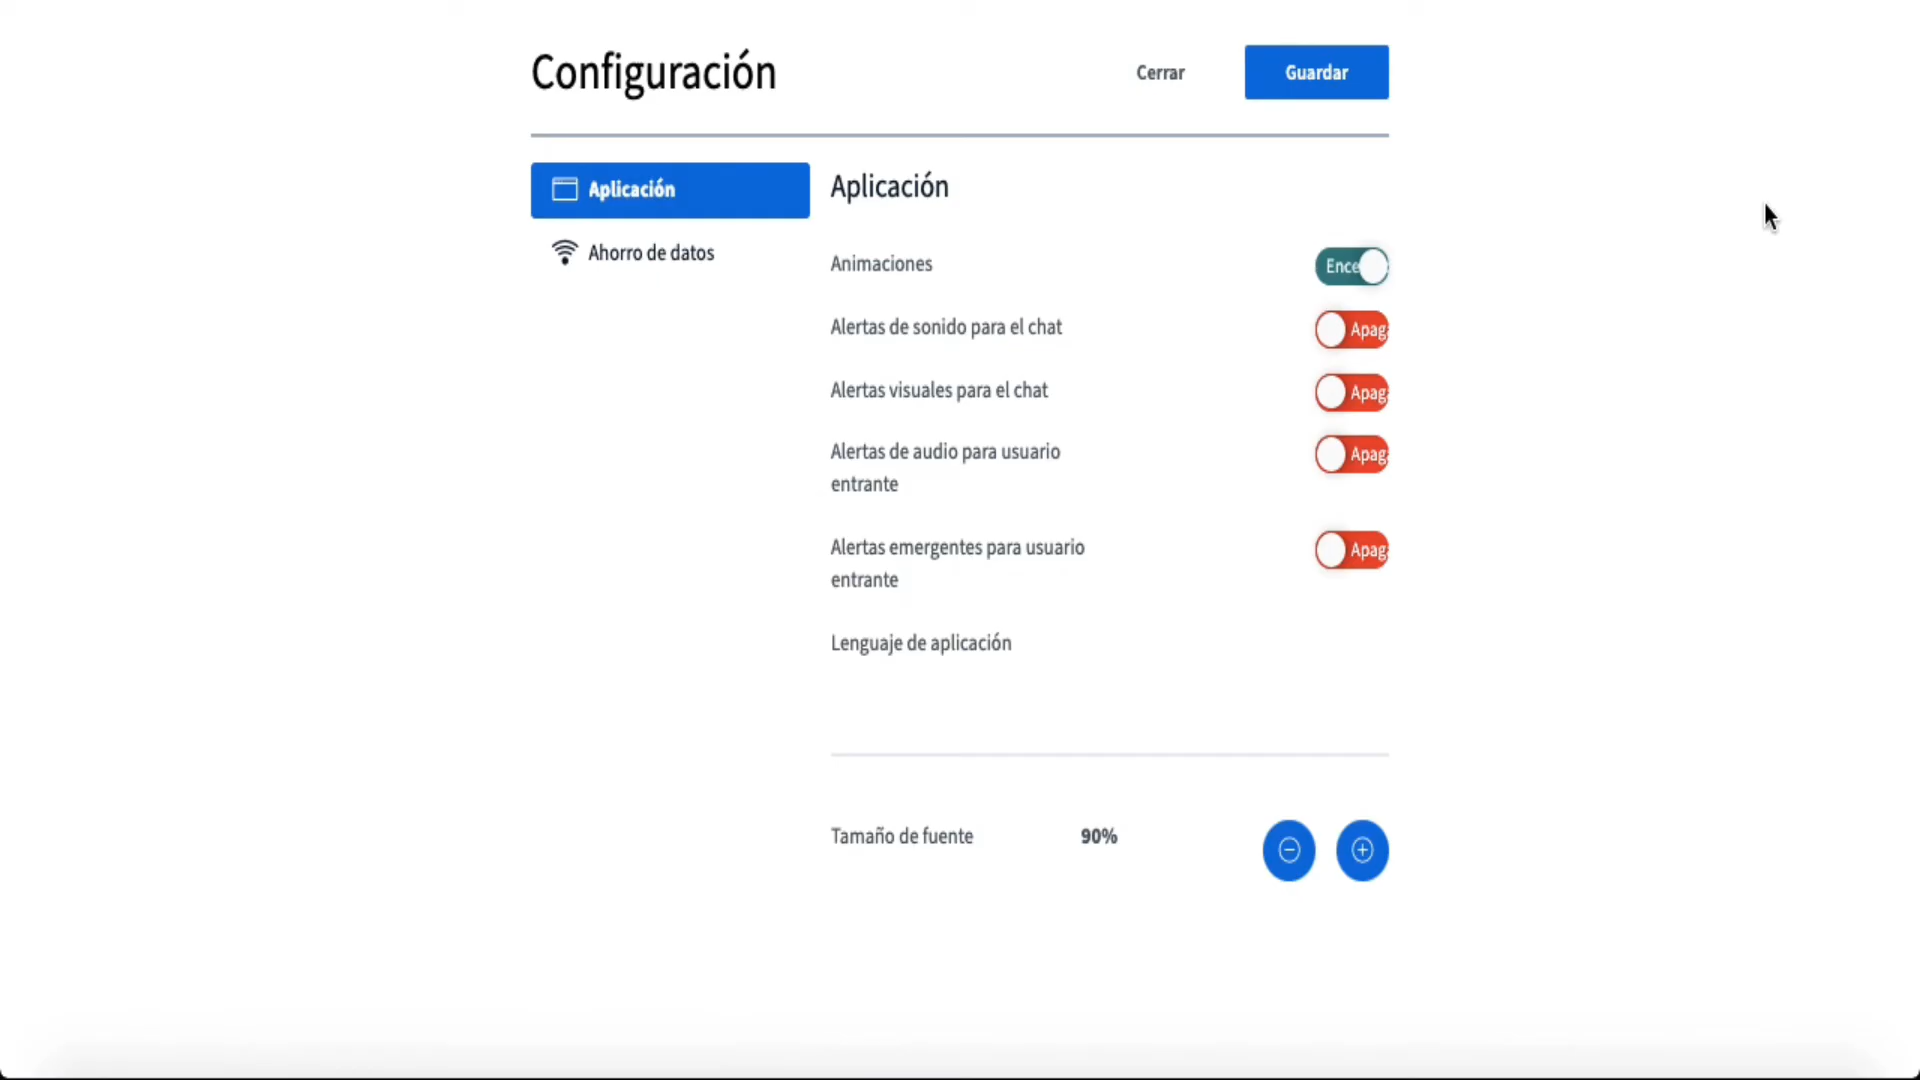 Configuración
Cerrar
Guardar
Aplicación
Ahorro de datos
Aplicación
Animaciones
Ence
Alertas de sonido para el chat
Apag
Alertas visuales para el chat
Apag
Alertas de audio para usuario
entrante
Apag
Alertas emergentes para usuario
entrante
Apag
Lenguaje de aplicación
Tamaño de fuente
90%